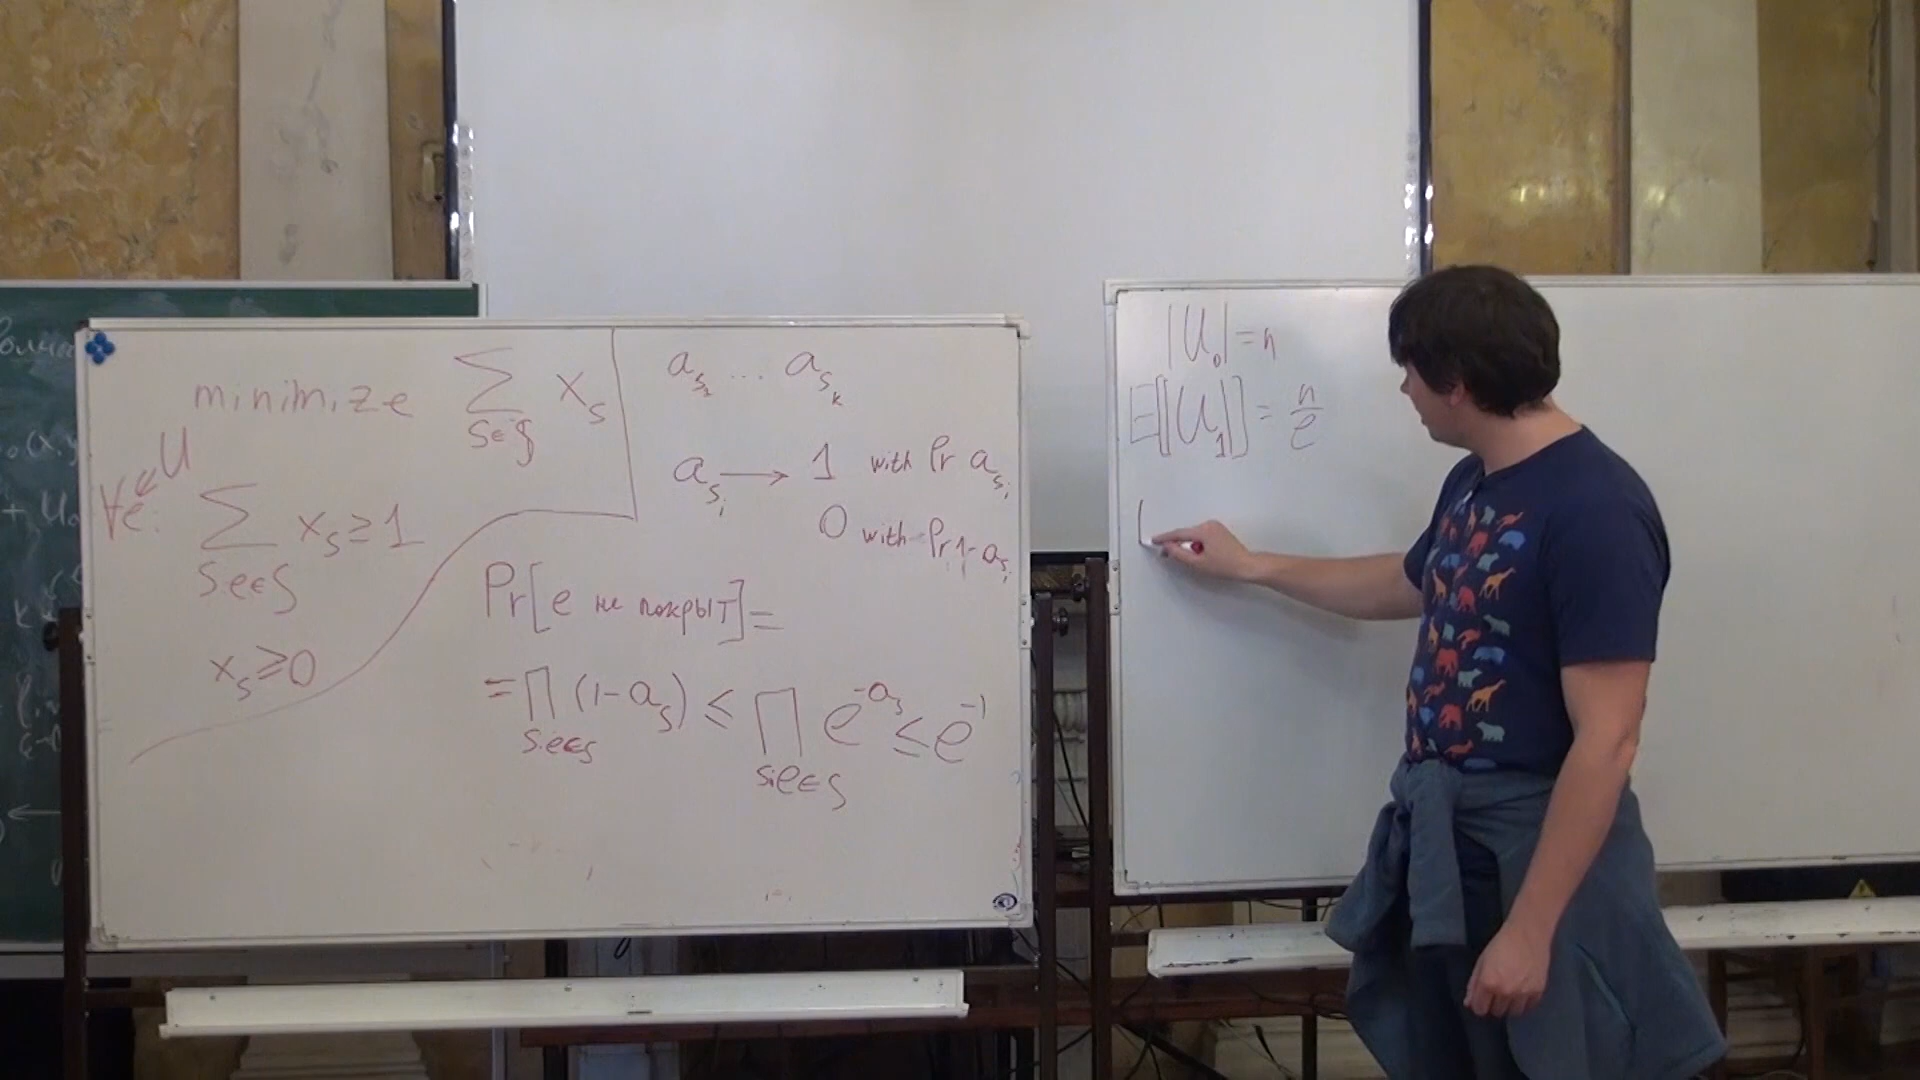 minimize ∑ x_S
S∈S
∀e∈U:
∑ x_S ≥ 1
S:e∈S
x_S ≥ 0
a_{S_1} ... a_{S_k}
a_{S_i} → 1 with Pr a_{S_i}
0 with Pr 1-a_{S_i}
Pr[e не покрыт] =
= ∏ (1-a_S) ≤ ∏ e^{-a_S} ≤ e^{-1}
S:e∈S S:e∈S
|U_0| = n
E[|U_1|] = n/e